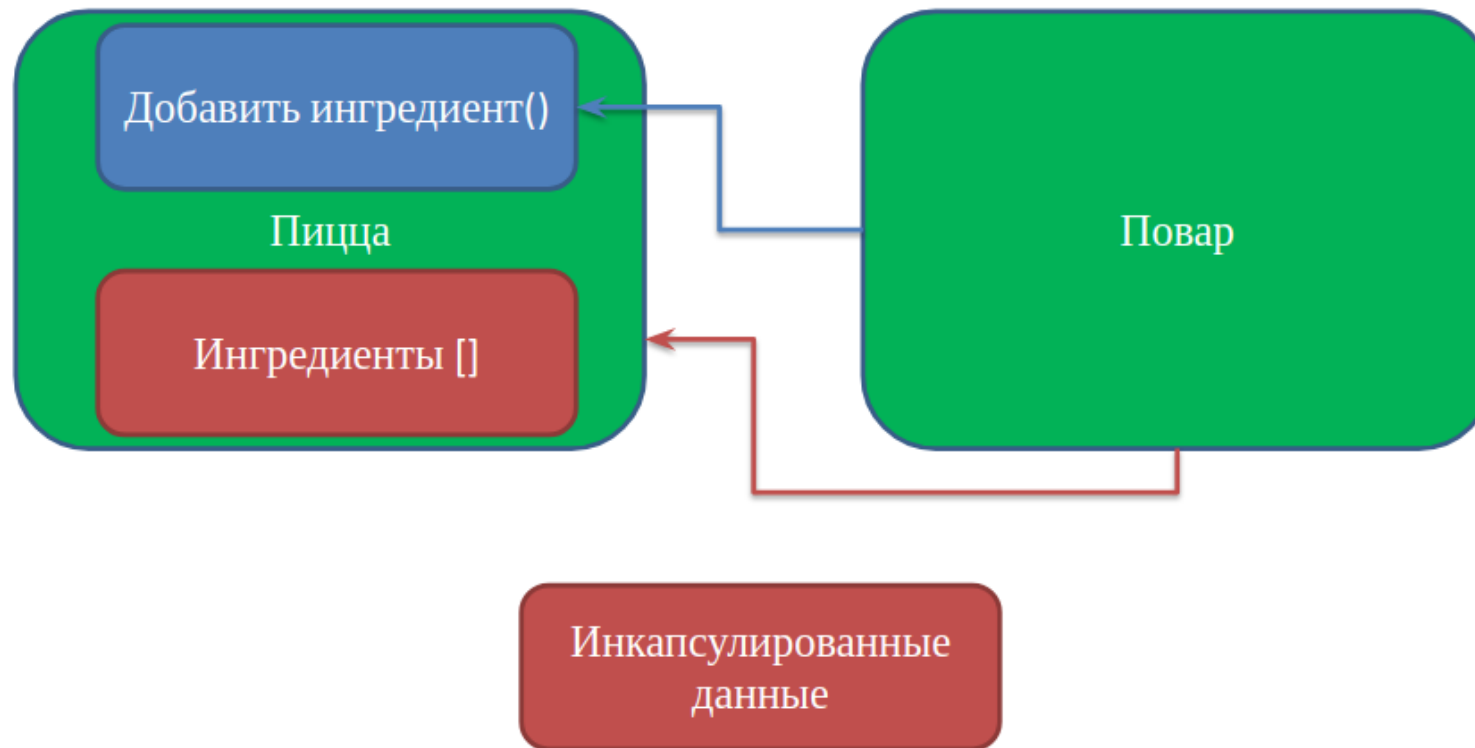 Добавить ингредиент()
Пицца
Повар
Ингредиенты []
Инкапсулированные
данные